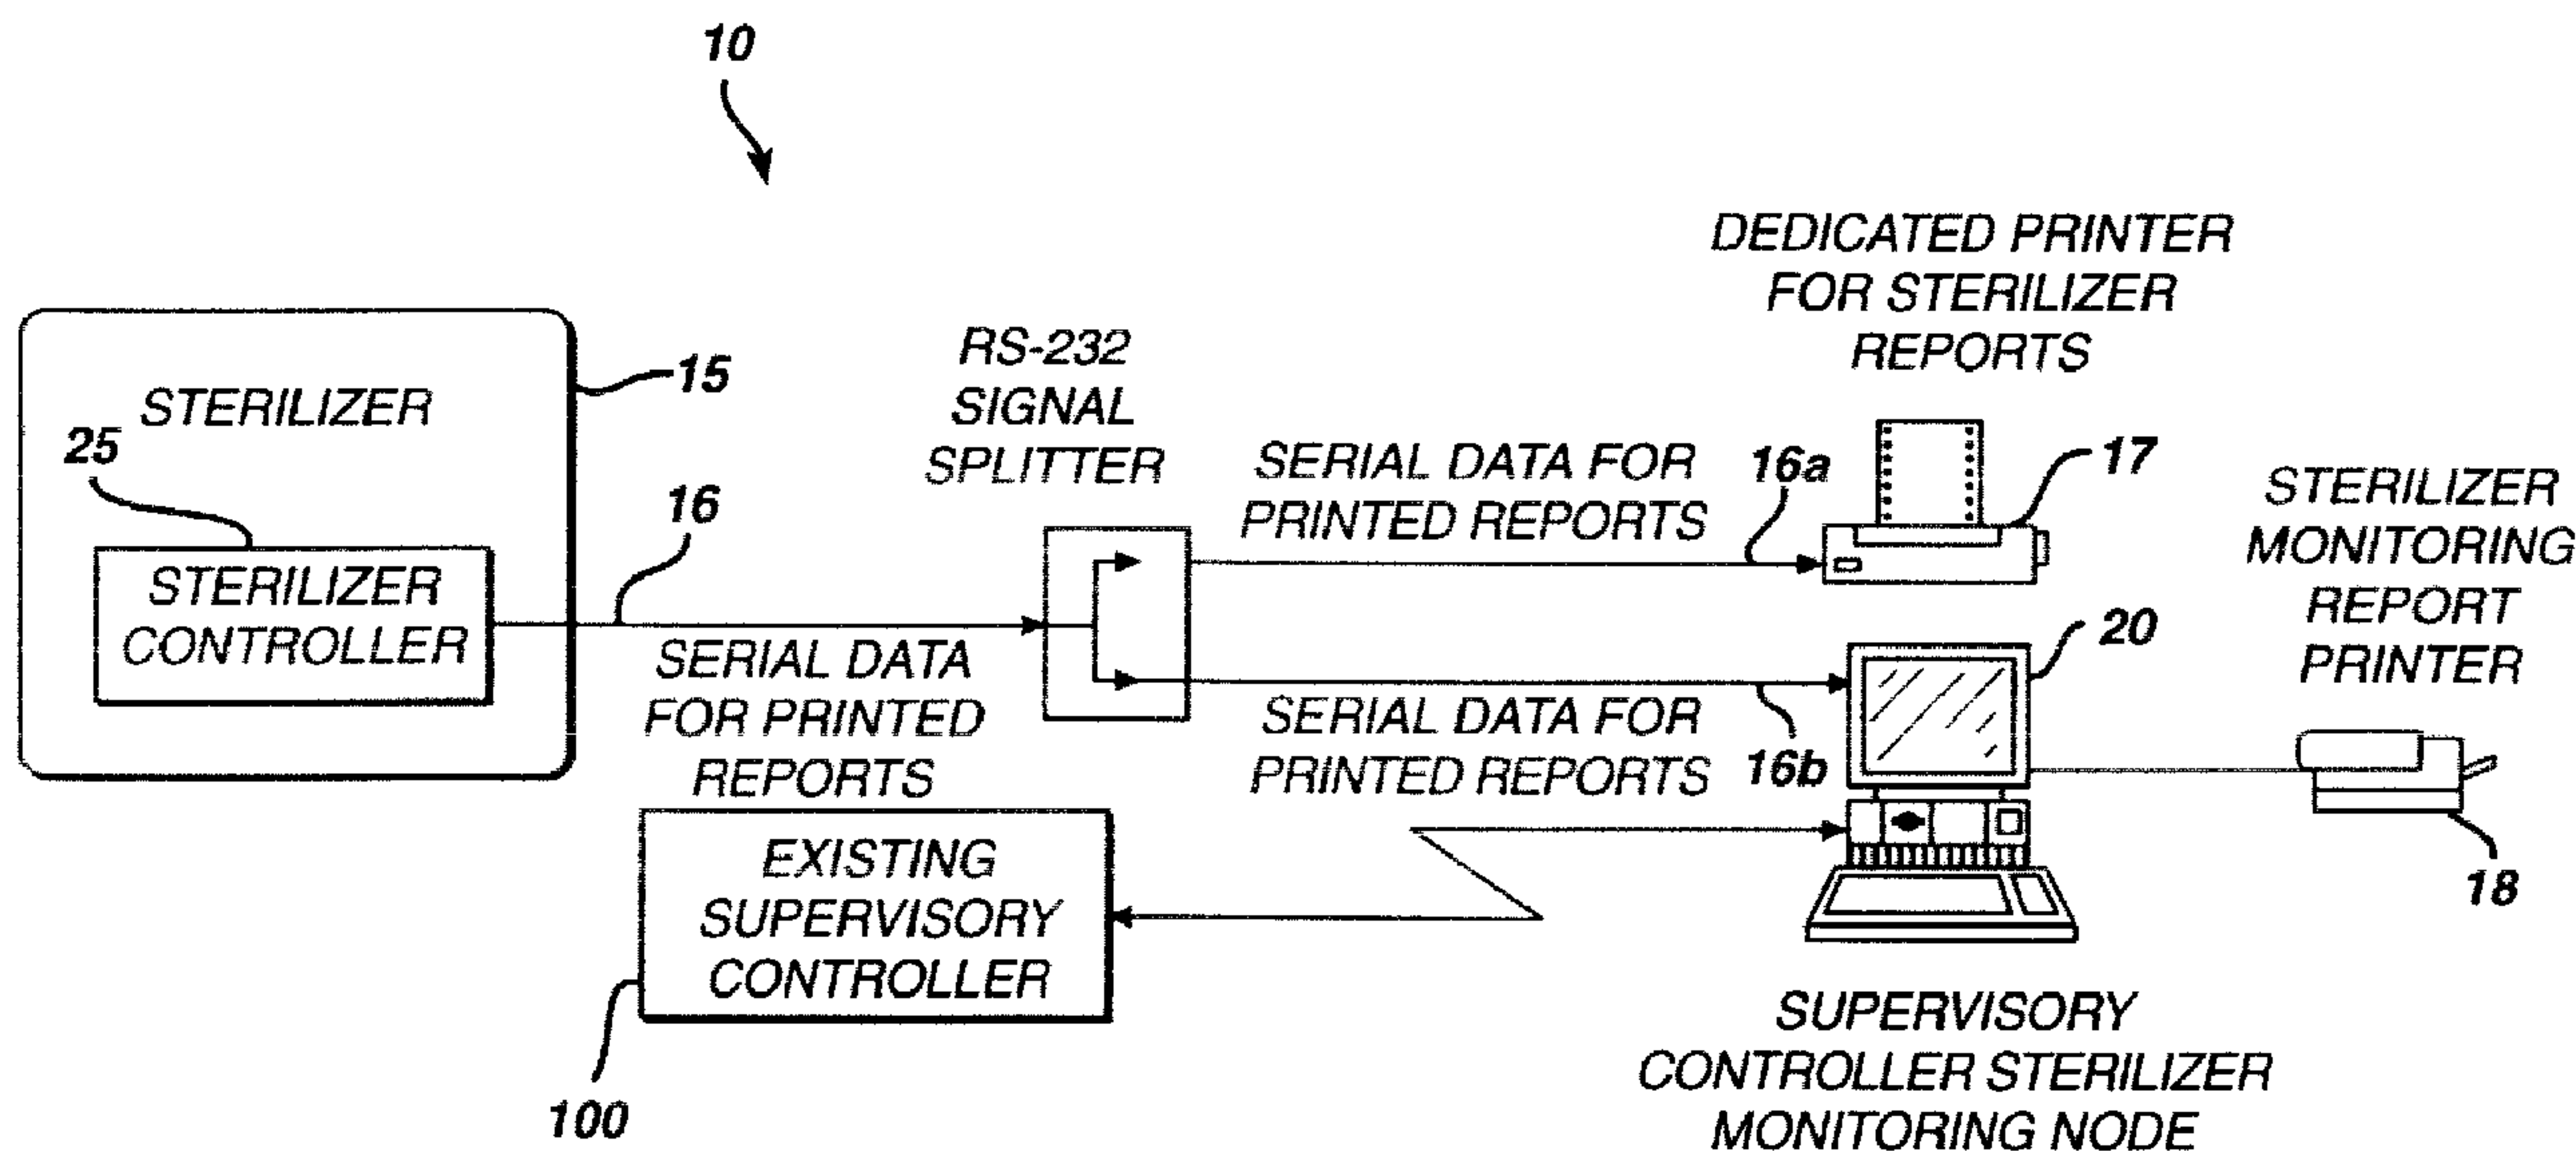 10
DEDICATED PRINTER
FOR STERILIZER
REPORTS
15
STERILIZER
25
STERILIZER
CONTROLLER
16
RS-232
SIGNAL
SPLITTER
SERIAL DATA
FOR PRINTED
REPORTS
SERIAL DATA FOR
PRINTED REPORTS
16a
17
STERILIZER
MONITORING
REPORT
PRINTER
20
SERIAL DATA FOR
PRINTED REPORTS
16b
18
EXISTING
SUPERVISORY
CONTROLLER
100
SUPERVISORY
CONTROLLER STERILIZER
MONITORING NODE